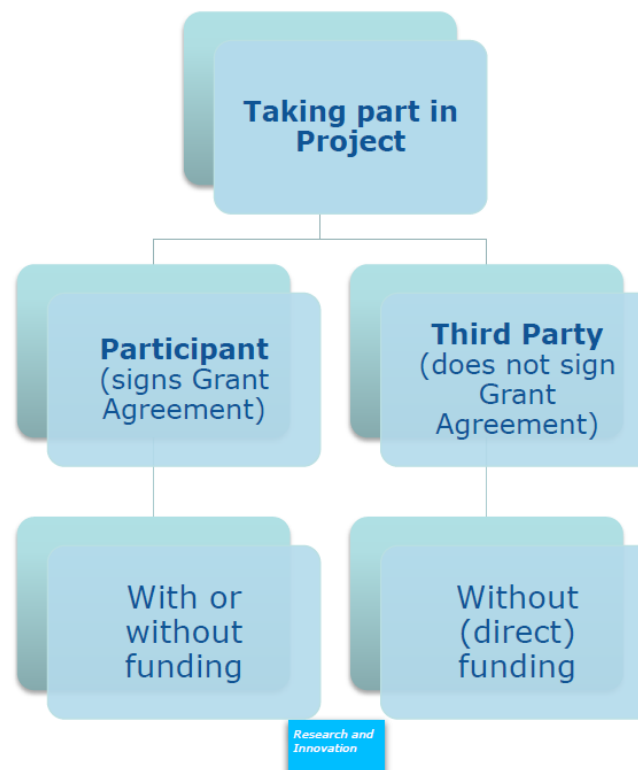 Taking part in
Project
Participant
(signs Grant
Agreement)
Third Party
(does not sign
Grant
Agreement)
With or
without
funding
Without
(direct)
funding
Research and
Innovation